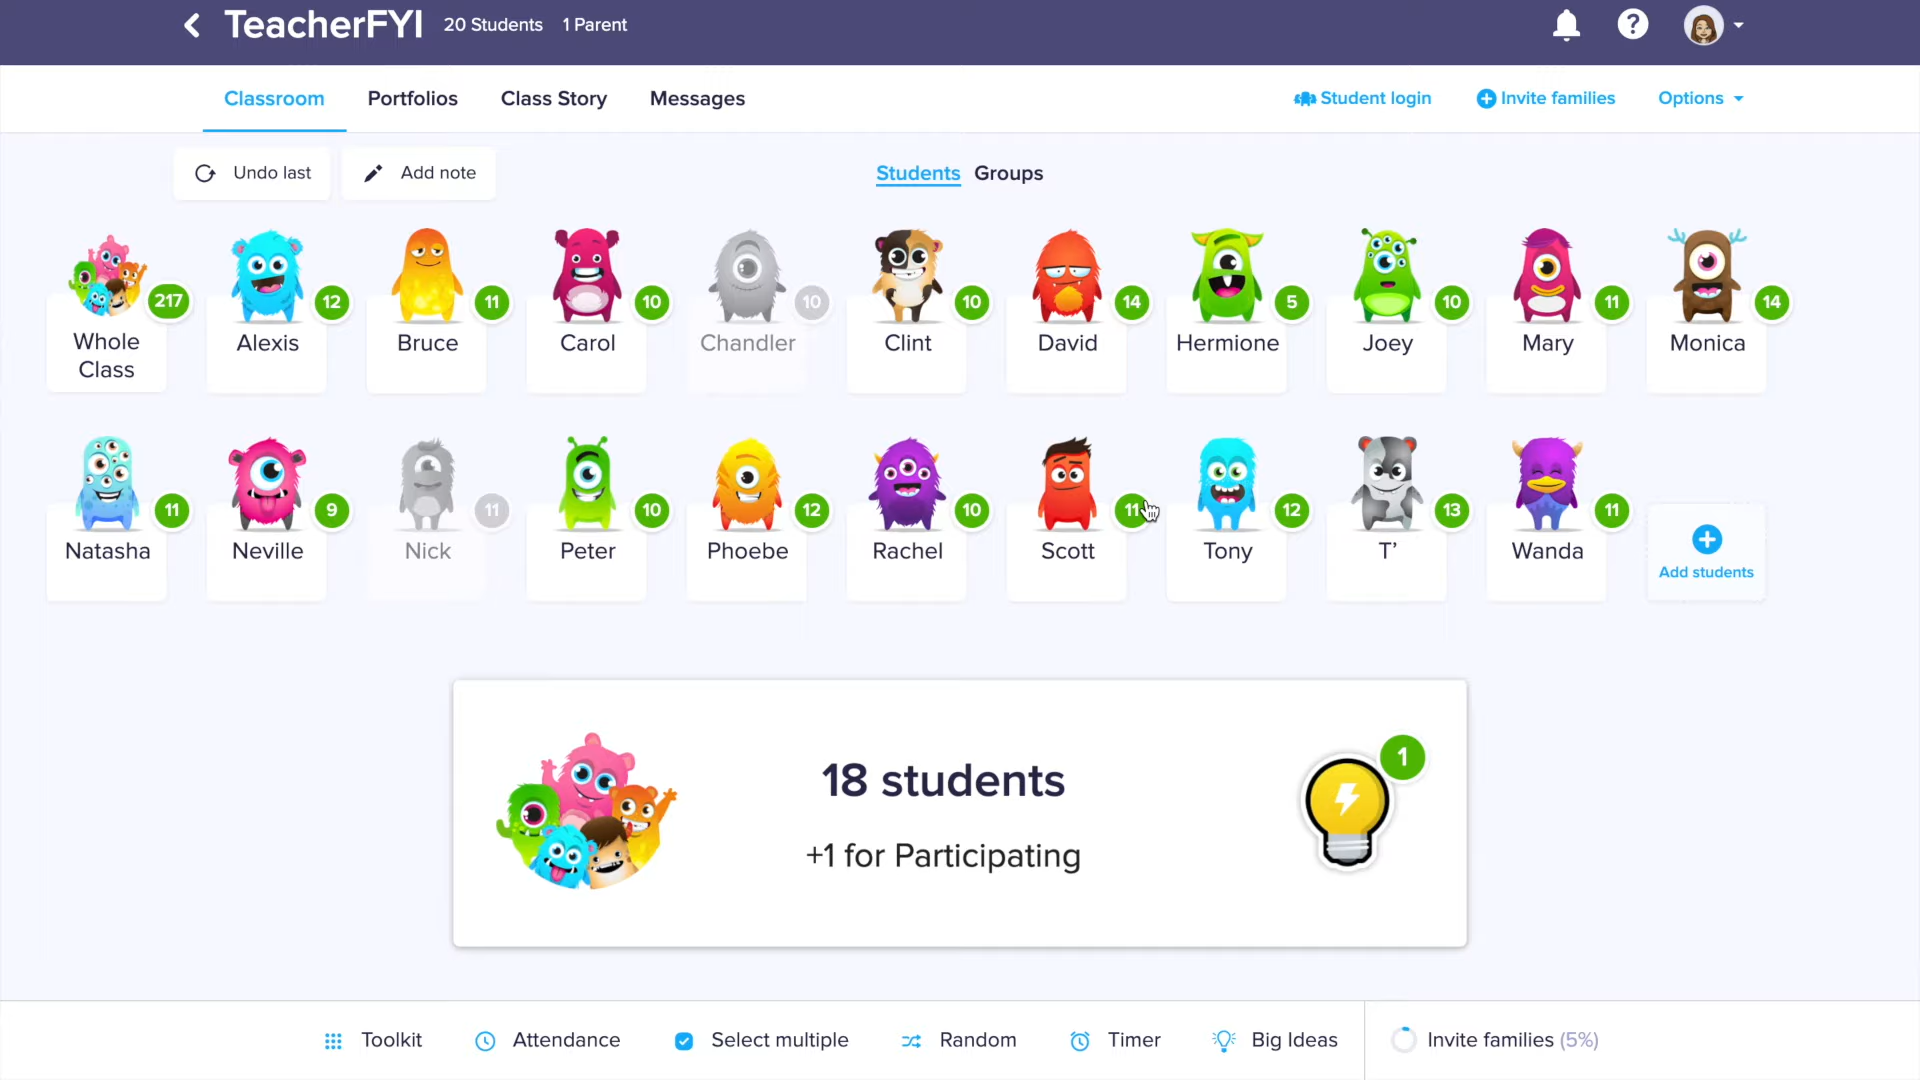 TeacherFYI 20 Students 1 Parent
?
Classroom Portfolios Class Story Messages Student login Invite families Options
Undo last Add note Students Groups
217 12 11 10 10 10 14 5 10 11 14
Whole Class Alexis Bruce Carol Chandler Clint David Hermione Joey Mary Monica
11 9 11 10 12 10 11 12 13 11
Natasha Neville Nick Peter Phoebe Rachel Scott Tony T’ Wanda Add students
1
18 students
+1 for Participating
Toolkit Attendance Select multiple Random Timer Big Ideas Invite families (5%)